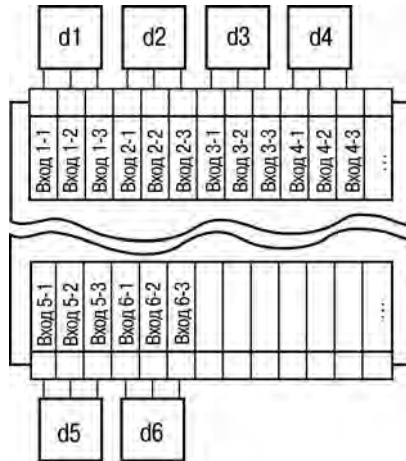 d1 d2 d3 d4
Вход 1-1
Вход 1-2
Вход 1-3
Вход 2-1
Вход 2-2
Вход 2-3
Вход 3-1
Вход 3-2
Вход 3-3
Вход 4-1
Вход 4-2
Вход 4-3
...
Вход 5-1
Вход 5-2
Вход 5-3
Вход 6-1
Вход 6-2
Вход 6-3
...
d5 d6